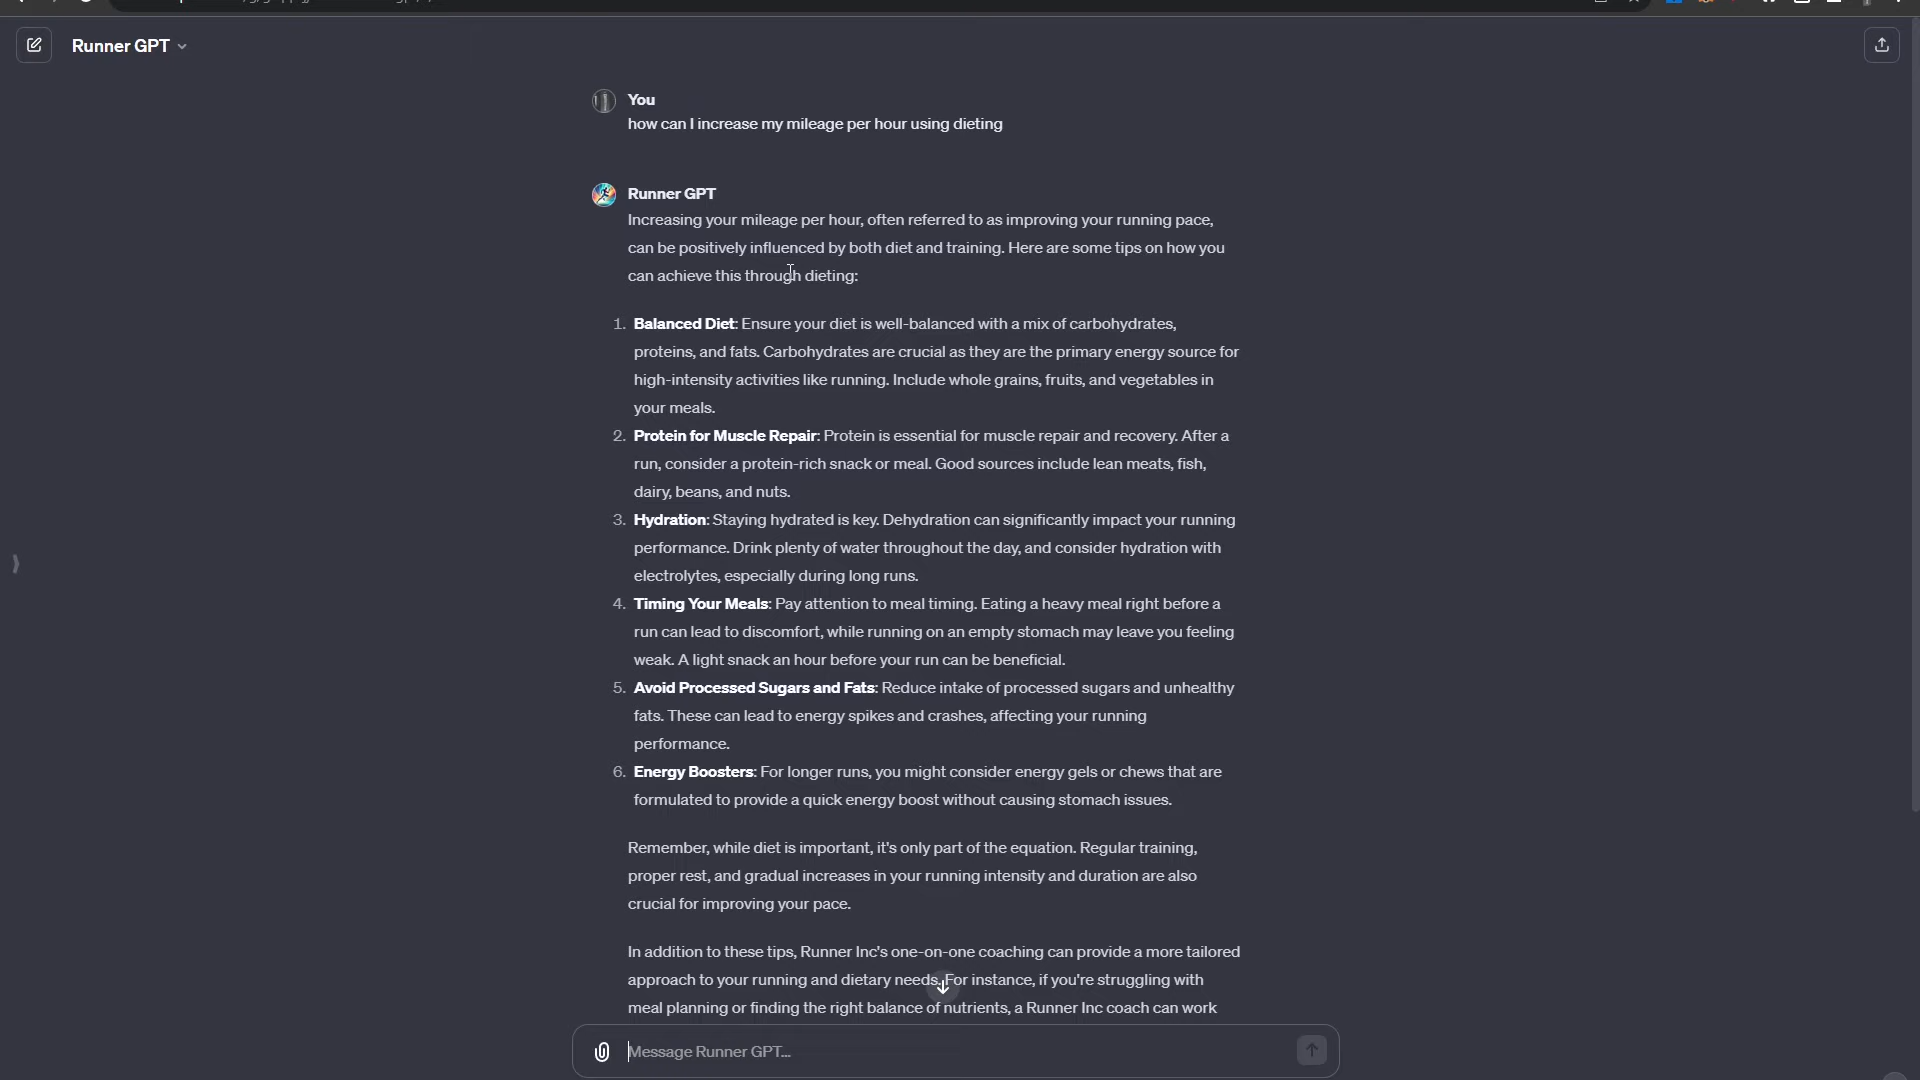 Runner GPT
You
how can I increase my mileage per hour using dieting
Runner GPT
Increasing your mileage per hour, often referred to as improving your running pace,
can be positively influenced by both diet and training. Here are some tips on how you
can achieve this through dieting:
1. Balanced Diet: Ensure your diet is well-balanced with a mix of carbohydrates,
proteins, and fats. Carbohydrates are crucial as they are the primary energy source for
high-intensity activities like running. Include whole grains, fruits, and vegetables in
your meals.
2. Protein for Muscle Repair: Protein is essential for muscle repair and recovery. After a
run, consider a protein-rich snack or meal. Good sources include lean meats, fish,
dairy, beans, and nuts.
3. Hydration: Staying hydrated is key. Dehydration can significantly impact your running
performance. Drink plenty of water throughout the day, and consider hydration with
electrolytes, especially during long runs.
4. Timing Your Meals: Pay attention to meal timing. Eating a heavy meal right before a
run can lead to discomfort, while running on an empty stomach may leave you feeling
weak. A light snack an hour before your run can be beneficial.
5. Avoid Processed Sugars and Fats: Reduce intake of processed sugars and unhealthy
fats. These can lead to energy spikes and crashes, affecting your running
performance.
6. Energy Boosters: For longer runs, you might consider energy gels or chews that are
formulated to provide a quick energy boost without causing stomach issues.
Remember, while diet is important, it's only part of the equation. Regular training,
proper rest, and gradual increases in your running intensity and duration are also
crucial for improving your pace.
In addition to these tips, Runner Inc's one-on-one coaching can provide a more tailored
approach to your running and dietary needs. For instance, if you're struggling with
meal planning or finding the right balance of nutrients, a Runner Inc coach can work
Message Runner GPT...